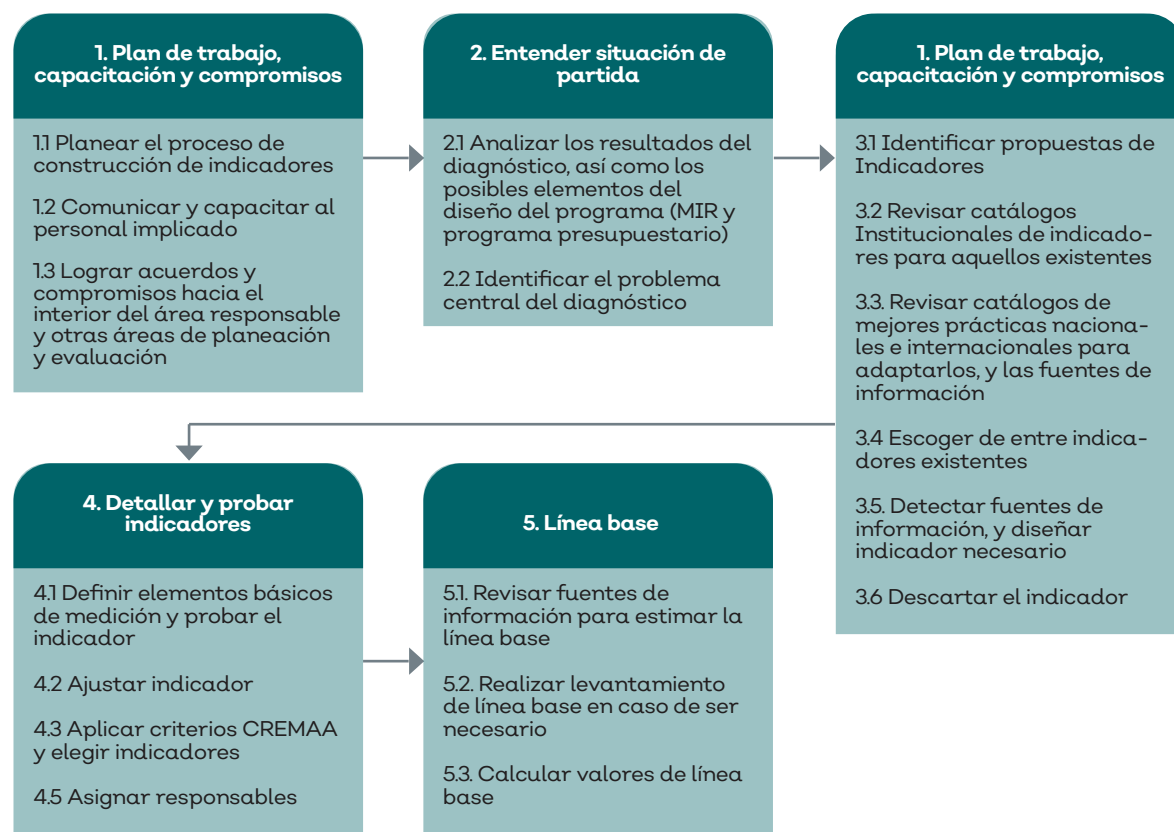 1. Plan de trabajo,
capacitación y compromisos
1.1 Planear el proceso de
construcción de indicadores
1.2 Comunicar y capacitar al
personal implicado
1.3 Lograr acuerdos y
compromisos hacia el
interior del área responsable
y otras áreas de planeación
y evaluación
2. Entender situación de
partida
2.1 Analizar los resultados del
diagnóstico, así como los
posibles elementos del
diseño del programa (MIR y
programa presupuestario)
2.2 Identificar el problema
central del diagnóstico
1. Plan de trabajo,
capacitación y compromisos
3.1 Identificar propuestas de
Indicadores
3.2 Revisar catálogos
Institucionales de indicado-
res para aquellos existentes
3.3. Revisar catálogos de
mejores prácticas naciona-
les e internacionales para
adaptarlos, y las fuentes de
información
3.4 Escoger de entre indica-
dores existentes
3.5. Detectar fuentes de
información, y diseñar
indicador necesario
3.6 Descartar el indicador
4. Detallar y probar
indicadores
4.1 Definir elementos básicos
de medición y probar el
indicador
4.2 Ajustar indicador
4.3 Aplicar criterios CREMAA
y elegir indicadores
4.5 Asignar responsables
5. Línea base
5.1. Revisar fuentes de
información para estimar la
línea base
5.2. Realizar levantamiento
de línea base en caso de ser
necesario
5.3. Calcular valores de línea
base